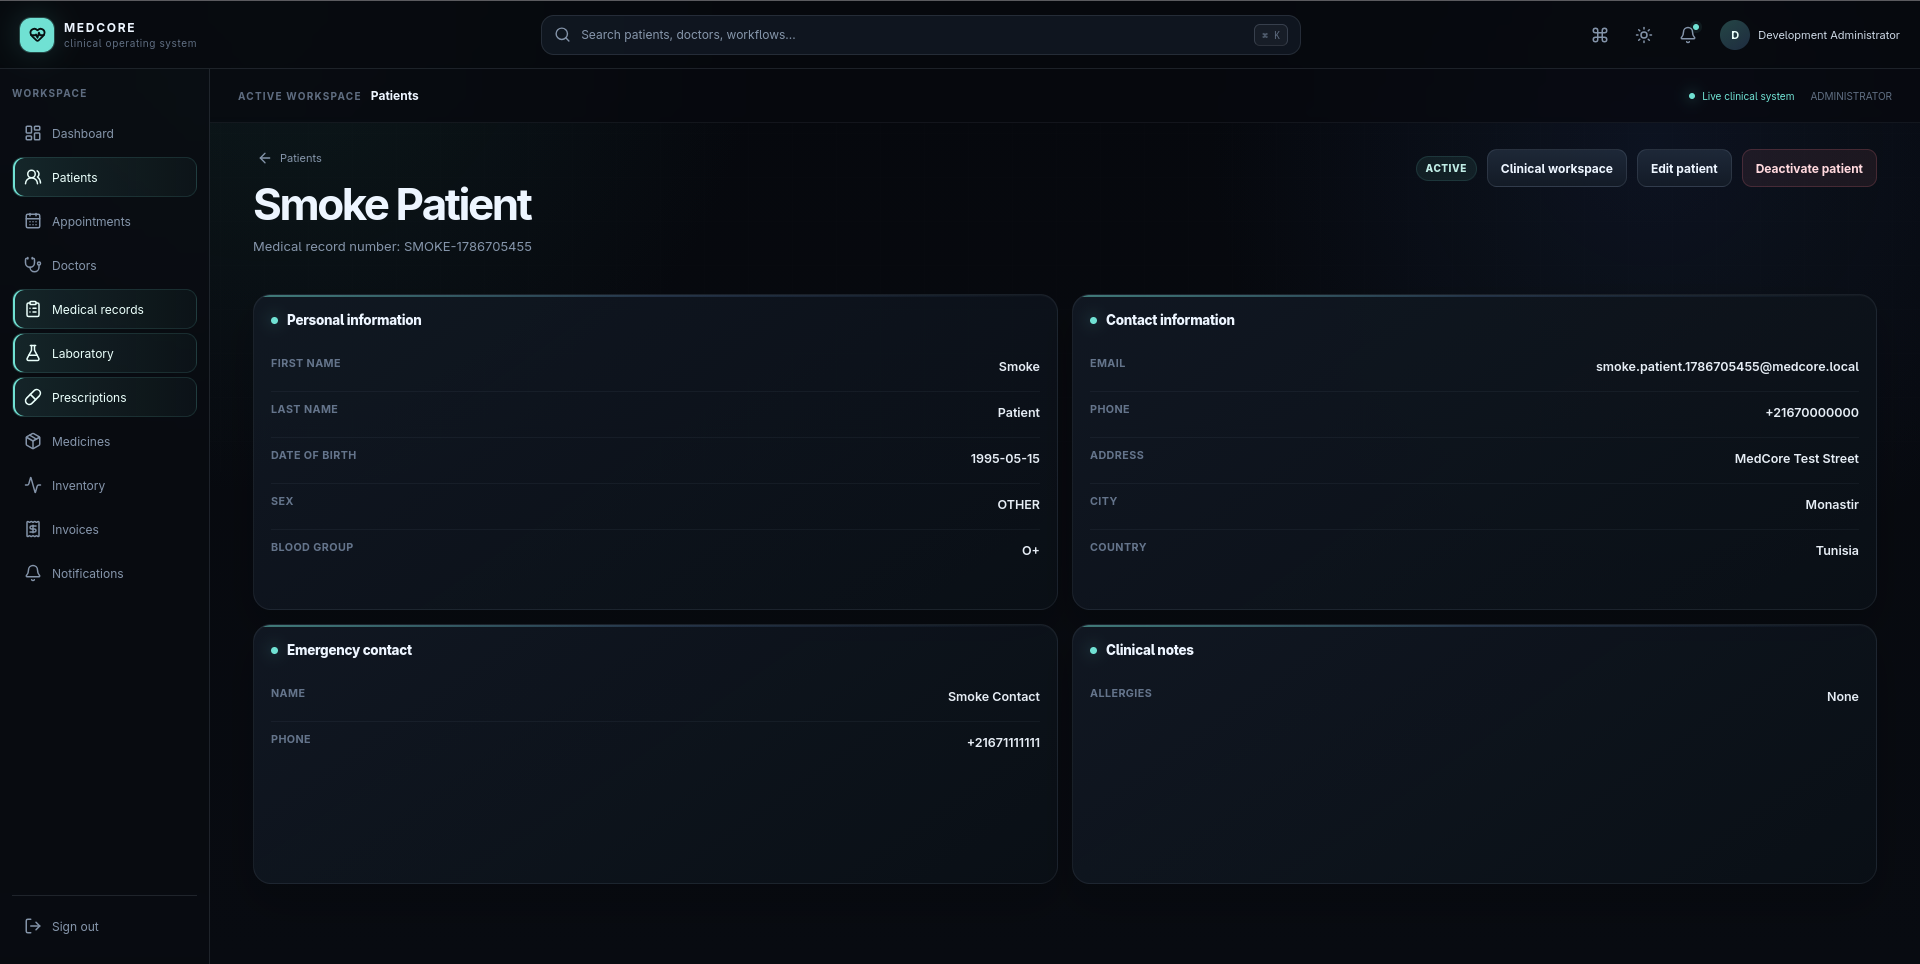 MEDCORE
clinical operating system
Search patients, doctors, workflows...
⌘ K
D
Development Administrator
WORKSPACE
Dashboard
Patients
Appointments
Doctors
Medical records
Laboratory
Prescriptions
Medicines
Inventory
Invoices
Notifications
Sign out
ACTIVE WORKSPACE Patients
Live clinical system ADMINISTRATOR
Patients
Smoke Patient
Medical record number: SMOKE-1786705455
ACTIVE
Clinical workspace
Edit patient
Deactivate patient
Personal information
FIRST NAME Smoke
LAST NAME Patient
DATE OF BIRTH 1995-05-15
SEX OTHER
BLOOD GROUP O+
Contact information
EMAIL smoke.patient.1786705455@medcore.local
PHONE +21670000000
ADDRESS MedCore Test Street
CITY Monastir
COUNTRY Tunisia
Emergency contact
NAME Smoke Contact
PHONE +21671111111
Clinical notes
ALLERGIES None